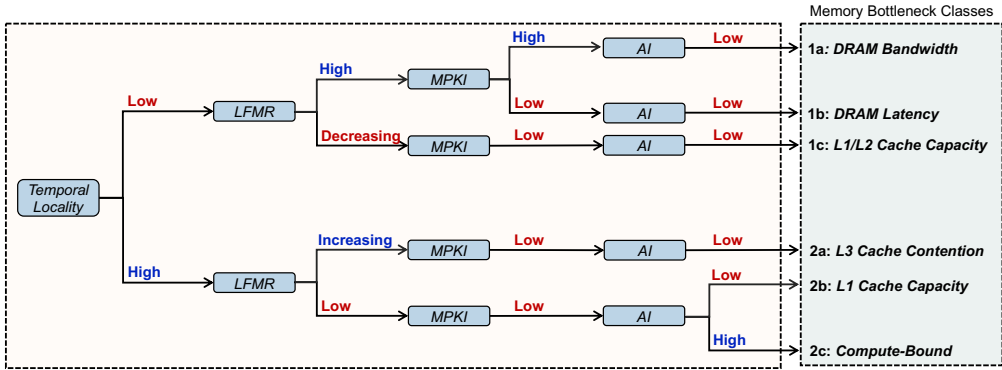 Memory Bottleneck Classes
High AI Low 1a: DRAM Bandwidth
High MPKI
Low LFMR Low AI Low 1b: DRAM Latency
Decreasing MPKI Low AI Low 1c: L1/L2 Cache Capacity
Temporal
Locality
Increasing MPKI Low AI Low 2a: L3 Cache Contention
High LFMR Low 2b: L1 Cache Capacity
Low MPKI Low AI
High 2c: Compute-Bound